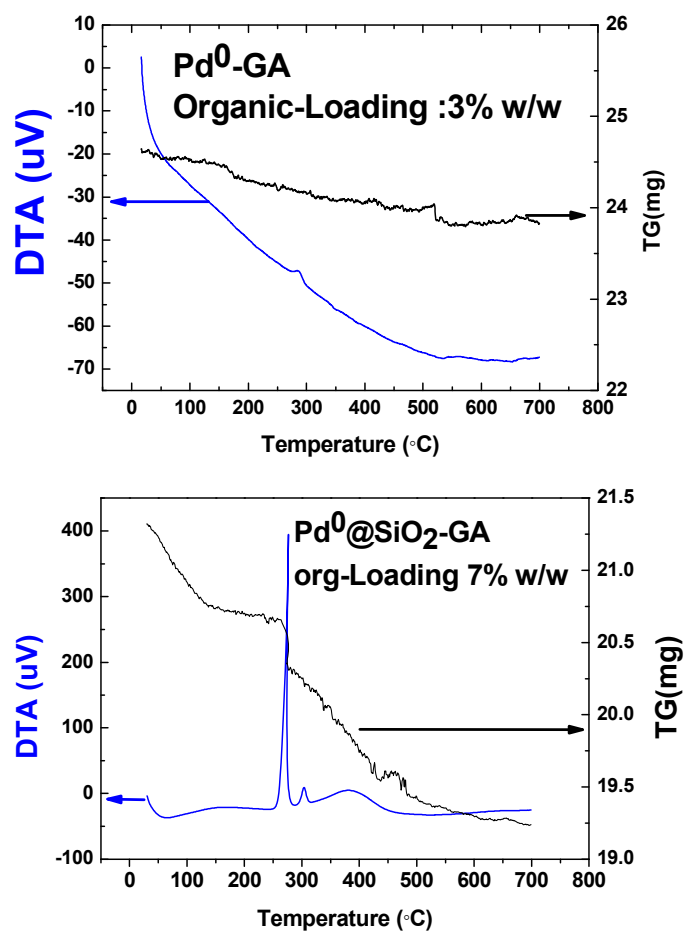 Pd0-GA
Organic-Loading :3% w/w
DTA (uV)
10
0
-10
-20
-30
-40
-50
-60
-70
26
25
24
23
22
TG(mg)
0 100 200 300 400 500 600 700 800
Temperature (◦C)
Pd0@SiO2-GA
org-Loading 7% w/w
DTA (uV)
400
300
200
100
0
-100
21.5
21.0
20.5
20.0
19.5
19.0
TG(mg)
0 100 200 300 400 500 600 700 800
Temperature (◦C)